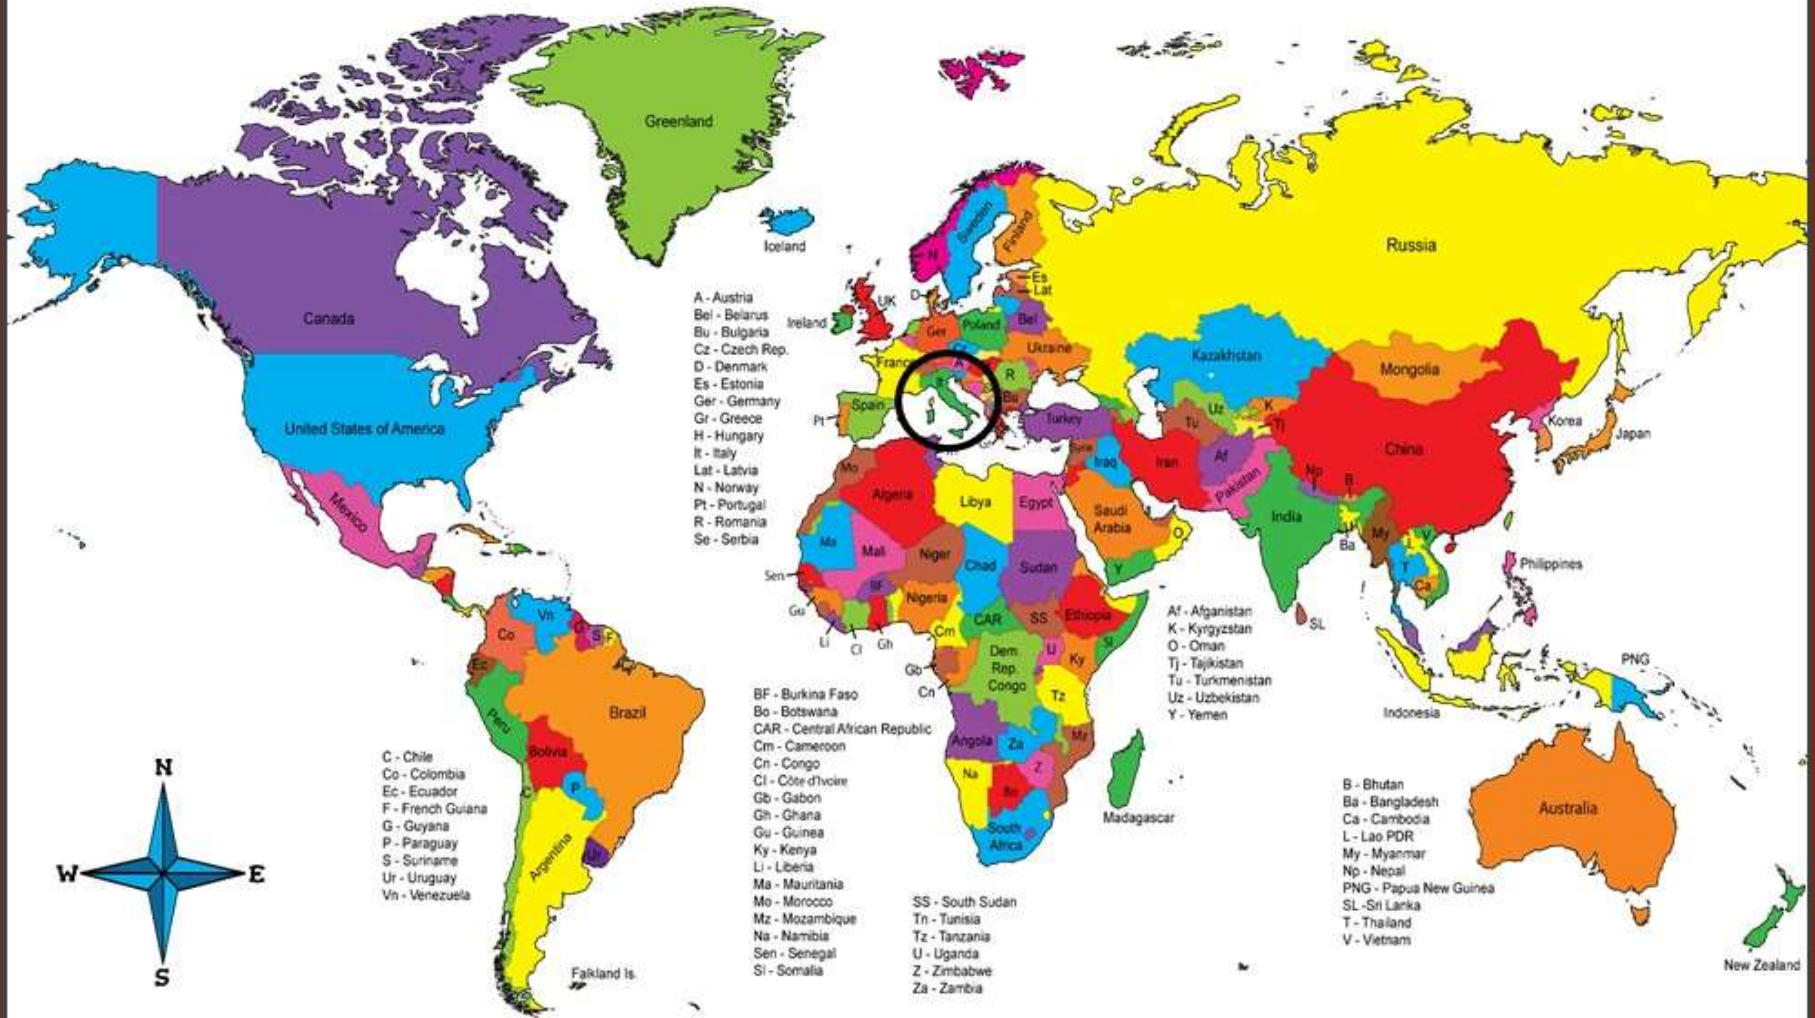 Greenland
Iceland
Canada
United States of America
Mexico
Sweden
Finland
N
Russia
Es
Lat
D
UK
Ireland
Ger
Poland
Bel
Ukraine
France
A
It
R
Bu
Spain
Pt
Turkey
Kazakhstan
Mongolia
China
Korea
Japan
Uz
K
Tu
Tj
Syria
Iraq
Iran
Af
Pakistan
Np
B
India
Ba
My
L
V
T
Ca
Philippines
SL
Saudi
Arabia
O
Y
Mo
Algeria
Libya
Egypt
Ma
Mali
Niger
Chad
Sudan
Sen
Gu
Li
BF
CI
Gh
Nigeria
Cm
CAR
SS
Ethiopia
SI
Gb
Cn
Dem.
Rep.
Congo
U
Ky
Tz
Angola
Za
Mz
Z
Na
Bo
South
Africa
Madagascar
Vn
Co
G
S
F
Ec
Peru
Brazil
Bolivia
P
C
Argentina
Ur
Falkland Is.
Indonesia
PNG
Australia
New Zealand
A - Austria
Bel - Belarus
Bu - Bulgaria
Cz - Czech Rep.
D - Denmark
Es - Estonia
Ger - Germany
Gr - Greece
H - Hungary
It - Italy
Lat - Latvia
N - Norway
Pt - Portugal
R - Romania
Se - Serbia
Af - Afganistan
K - Kyrgyzstan
O - Oman
Tj - Tajikistan
Tu - Turkmenistan
Uz - Uzbekistan
Y - Yemen
BF - Burkina Faso
Bo - Botswana
CAR - Central African Republic
Cm - Cameroon
Cn - Congo
CI - Côte d'Ivoire
Gb - Gabon
Gh - Ghana
Gu - Guinea
Ky - Kenya
Li - Liberia
Ma - Mauritania
Mo - Morocco
Mz - Mozambique
Na - Namibia
Sen - Senegal
SI - Somalia
SS - South Sudan
Tn - Tunisia
Tz - Tanzania
U - Uganda
Z - Zimbabwe
Za - Zambia
C - Chile
Co - Colombia
Ec - Ecuador
F - French Guiana
G - Guyana
P - Paraguay
S - Suriname
Ur - Uruguay
Vn - Venezuela
B - Bhutan
Ba - Bangladesh
Ca - Cambodia
L - Lao PDR
My - Myanmar
Np - Nepal
PNG - Papua New Guinea
SL -Sri Lanka
T - Thailand
V - Vietnam
N
W
E
S